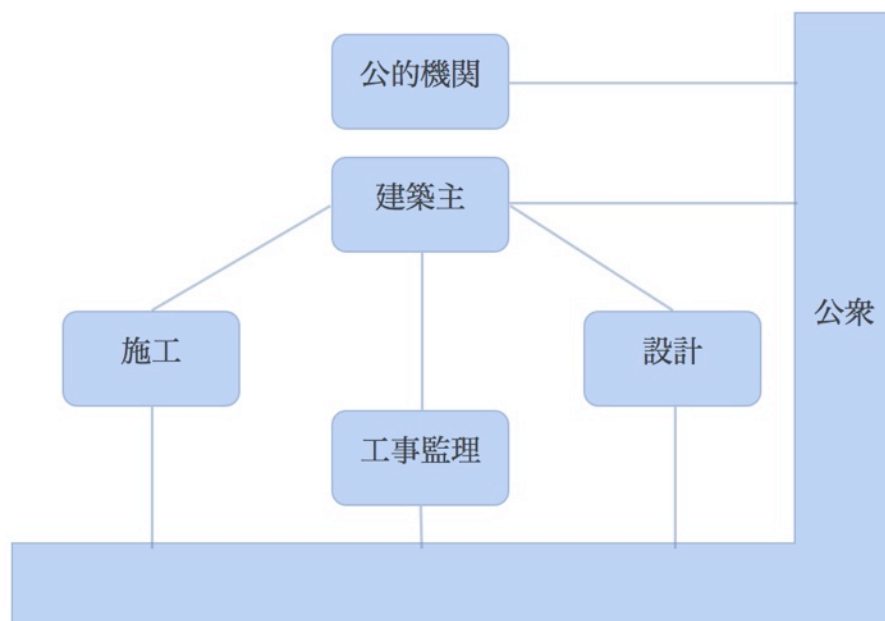 公的機関
建築主
公衆
施工
設計
工事監理